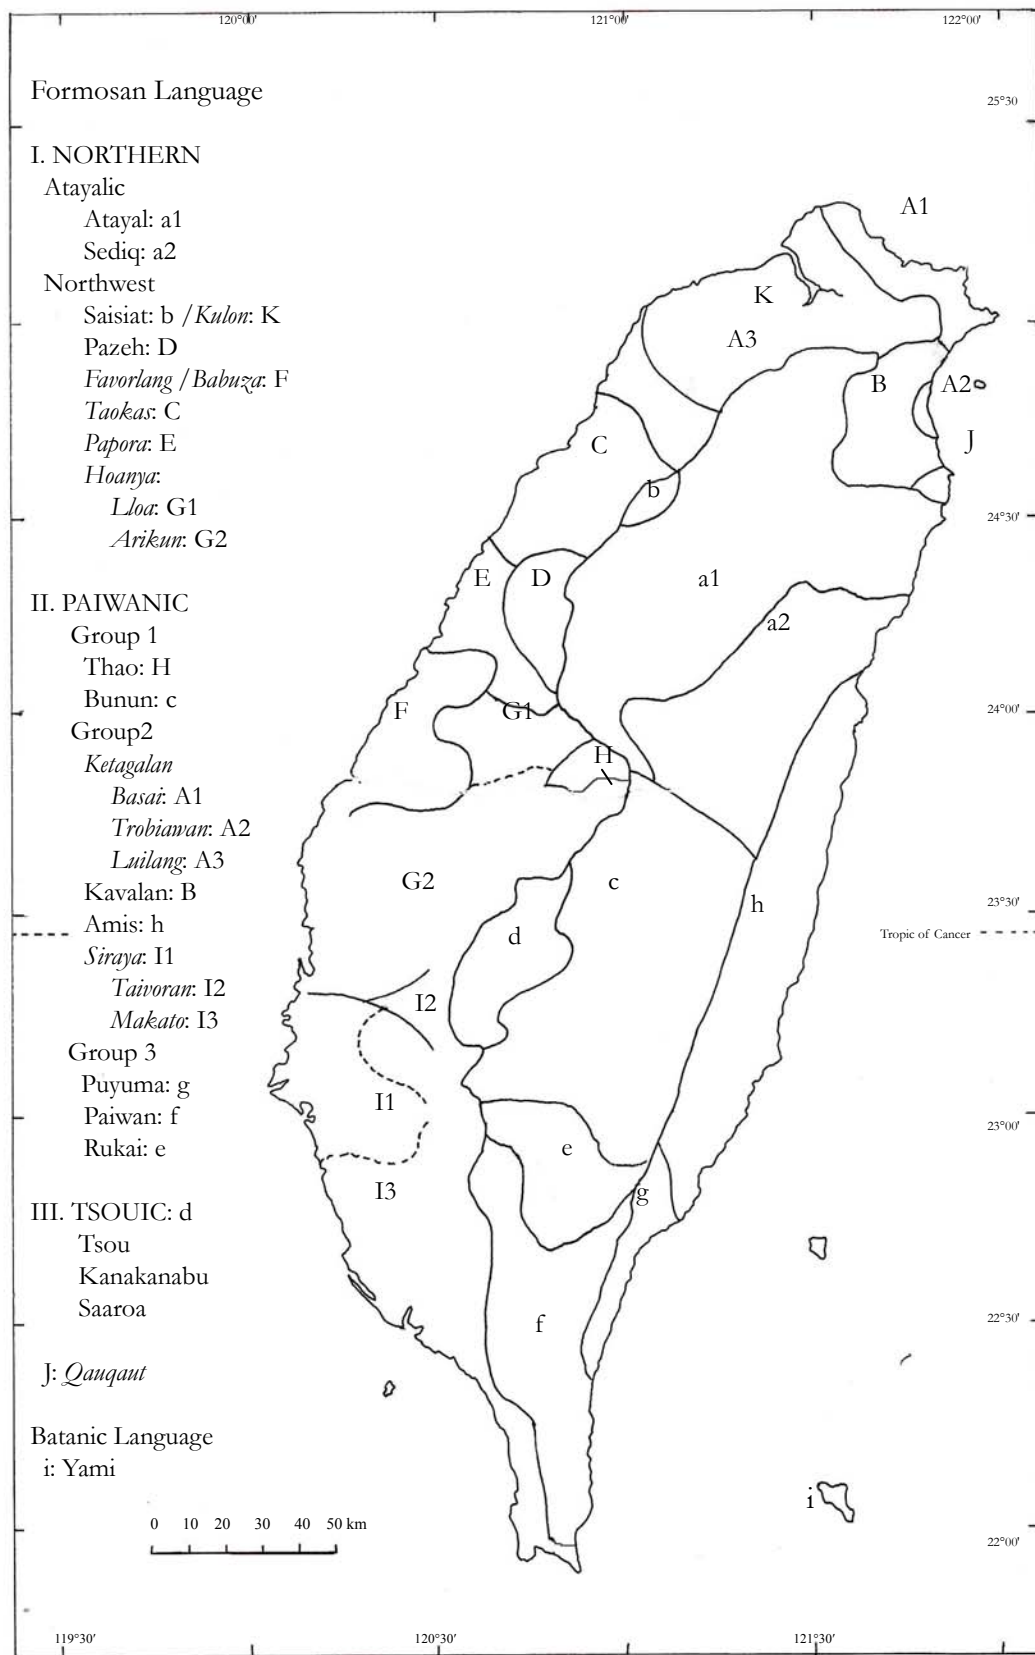 120°00'
121°00'
122°00'
Formosan Language
25°30
I. NORTHERN
Atayalic
Atayal: a1
Sediq: a2
Northwest
Saisiat: b /Kulon: K
Pazeh: D
Favorlang /Babuza: F
Taokas: C
Papora: E
Hoanya:
Lloa: G1
Arikun: G2
II. PAIWANIC
Group 1
Thao: H
Bunun: c
Group2
Ketagalan
Basai: A1
Trobiawan: A2
Luilang: A3
Kavalan: B
Amis: h
Siraya: I1
Taivoran: I2
Makato: I3
Group 3
Puyuma: g
Paiwan: f
Rukai: e
III. TSOUIC: d
Tsou
Kanakanabu
Saaroa
J: Qauqaut
Batanic Language
i: Yami
0 10 20 30 40 50 km
A1
K
A3
B
A2
J
C
b
24°30'
E
D
a1
a2
F
G1
24°00'
H
G2
c
h
23°30'
d
Tropic of Cancer
I2
I1
23°00'
e
I3
g
f
22°30'
i
22°00'
119°30'
120°30'
121°30'